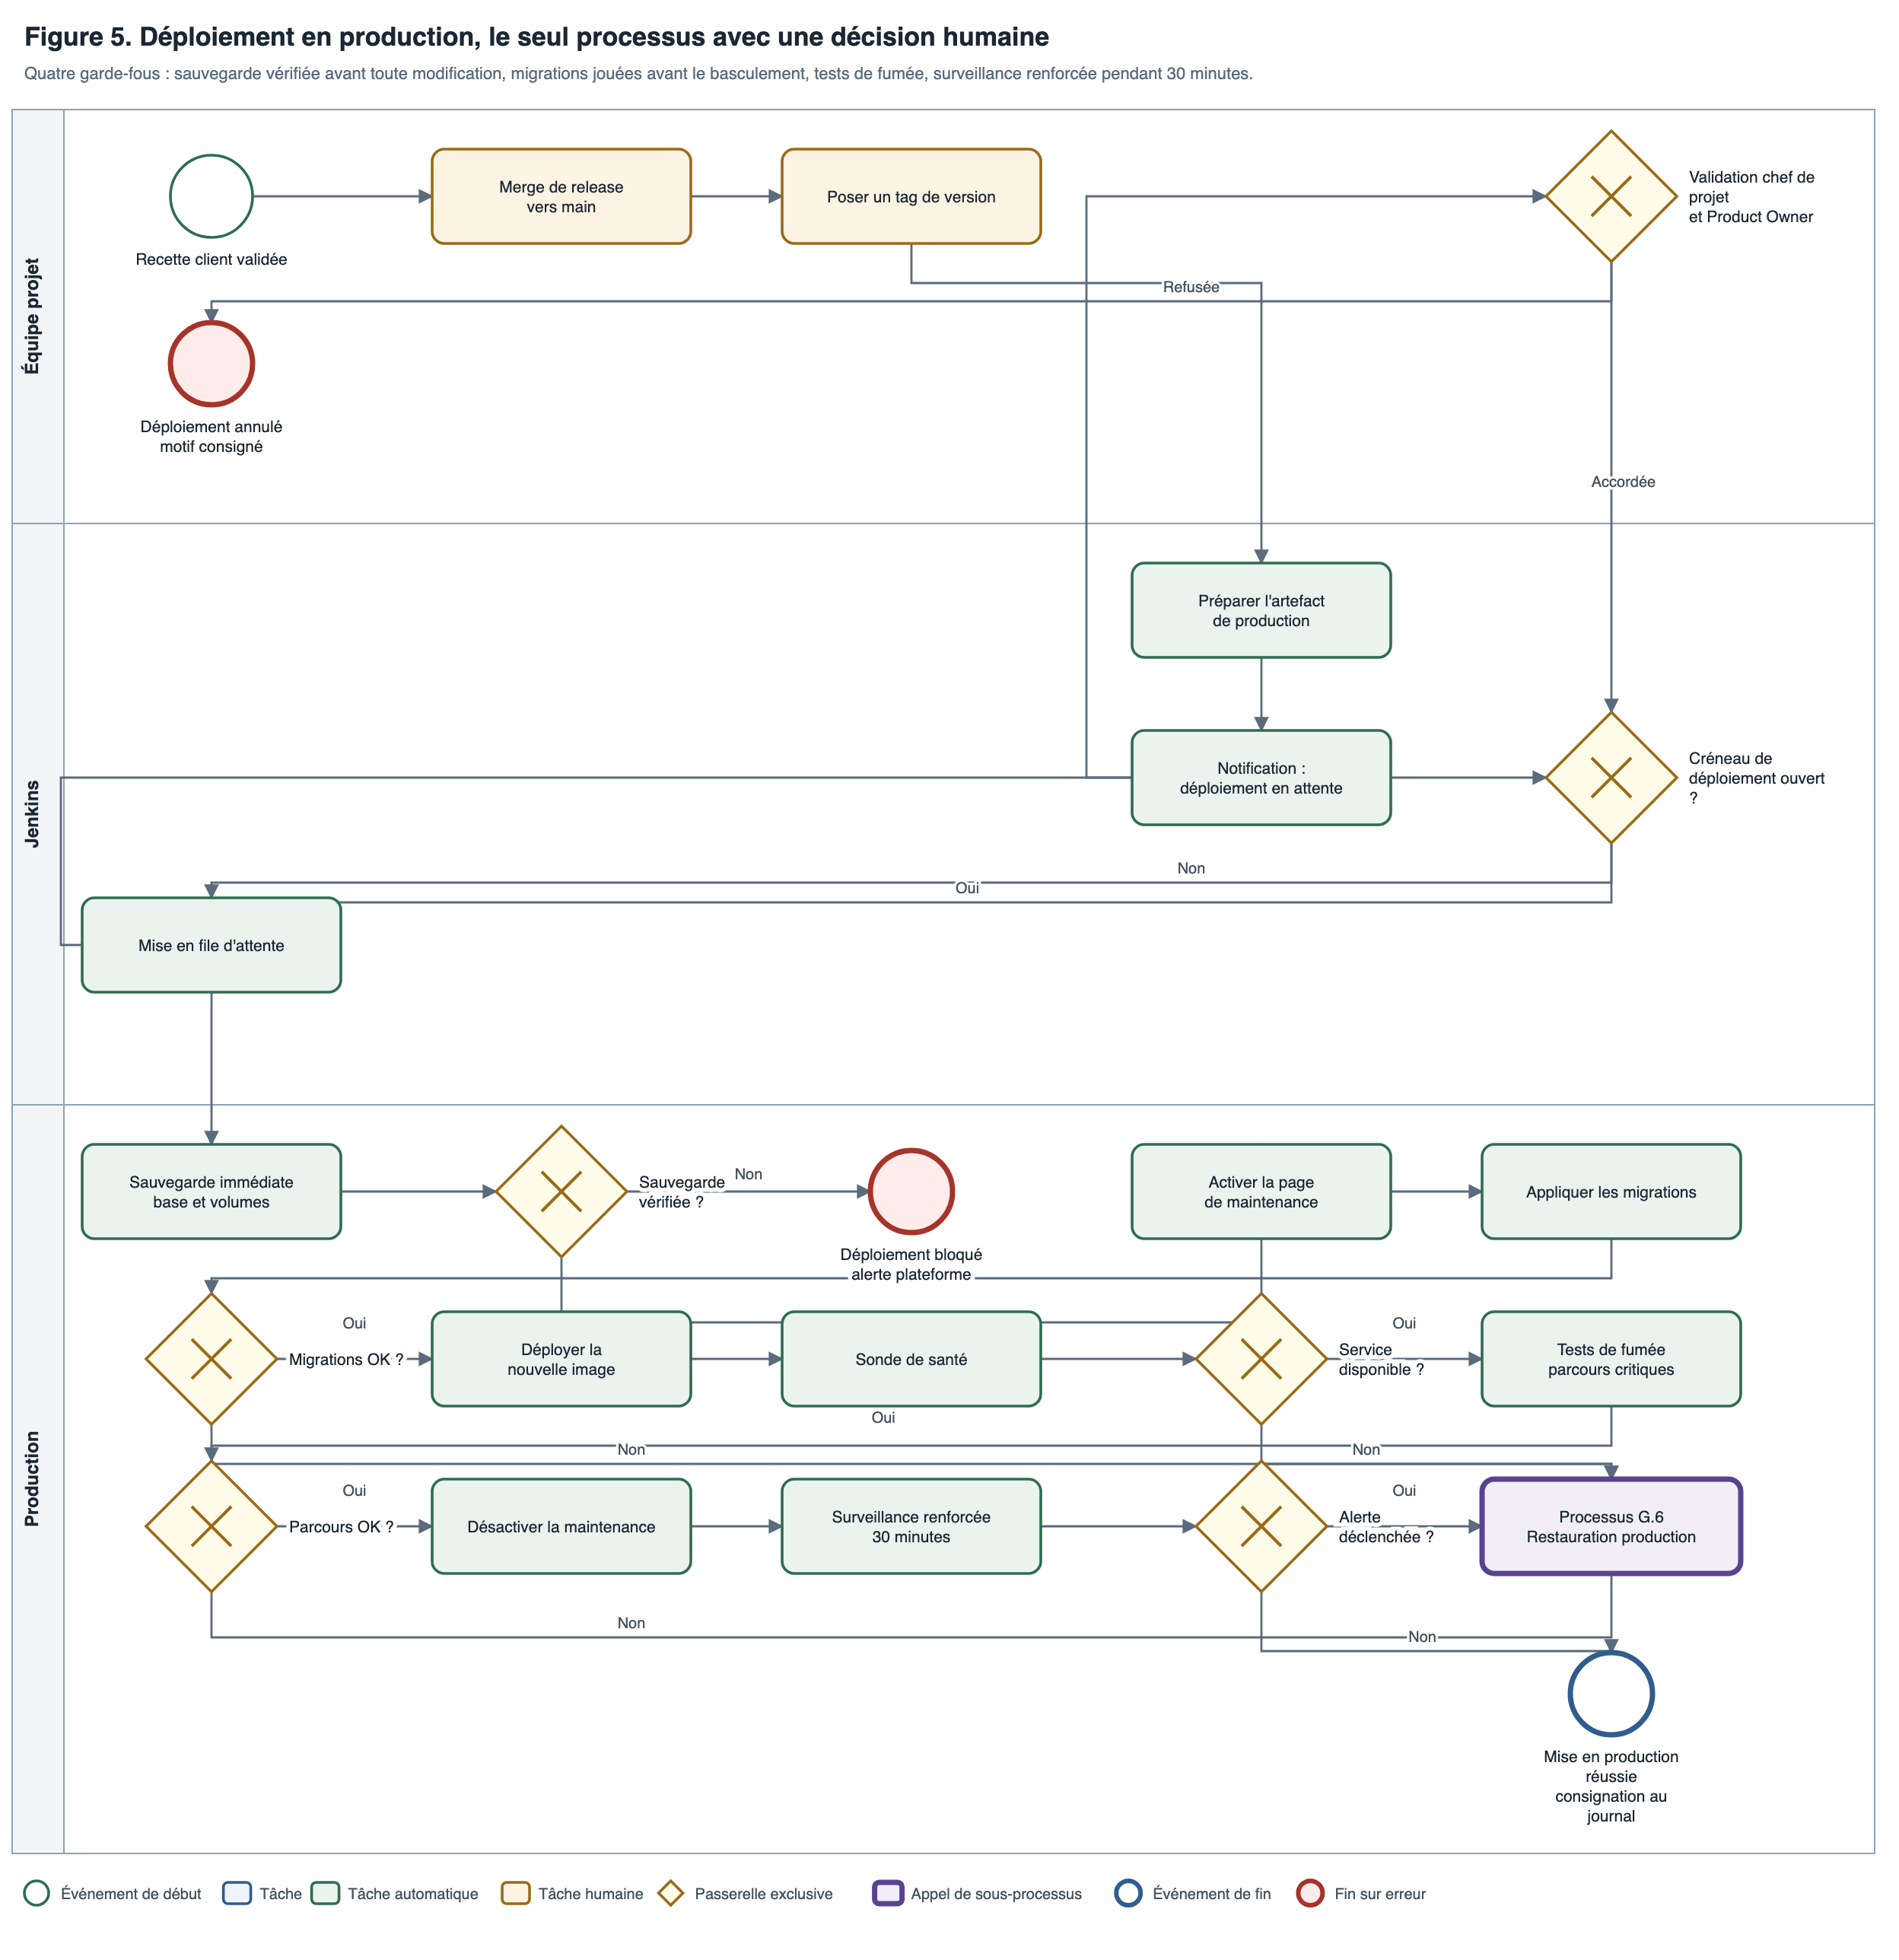 Figure 5. Déploiement en production, le seul processus avec une décision humaine
Quatre garde-fous : sauvegarde vérifiée avant toute modification, migrations jouées avant le basculement, tests de fumée, surveillance renforcée pendant 30 minutes.
Équipe projet
Recette client validée
Merge de release
vers main
Poser un tag de version
Validation chef de
projet
et Product Owner
Refusée
Déploiement annulé
motif consigné
Accordée
Jenkins
Préparer l'artefact
de production
Notification :
déploiement en attente
Créneau de
déploiement ouvert
?
Non
Oui
Mise en file d'attente
Production
Sauvegarde immédiate
base et volumes
Sauvegarde
vérifiée ?
Non
Déploiement bloqué
alerte plateforme
Activer la page
de maintenance
Appliquer les migrations
Oui
Migrations OK ?
Déployer la
nouvelle image
Sonde de santé
Oui
Service
disponible ?
Tests de fumée
parcours critiques
Oui
Non
Non
Oui
Parcours OK ?
Désactiver la maintenance
Surveillance renforcée
30 minutes
Oui
Alerte
déclenchée ?
Processus G.6
Restauration production
Non
Non
Mise en production
réussie
consignation au
journal
Événement de début
Tâche
Tâche automatique
Tâche humaine
Passerelle exclusive
Appel de sous-processus
Événement de fin
Fin sur erreur